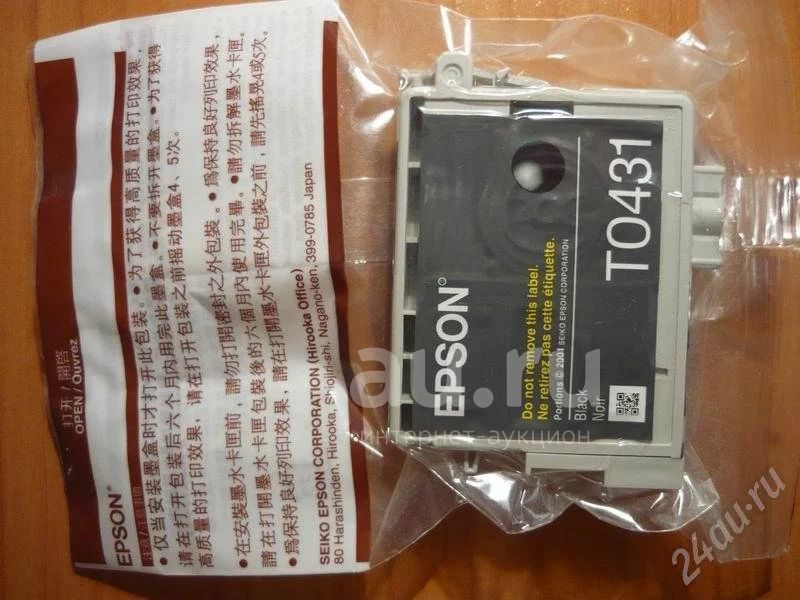 打开 / 開啓
OPEN / Ouvrez
EPSON®
• 仅当安装墨盒时才打开此包装。• 为了获得高质量的打印效果，
请在打开包装后六个月内用完此墨盒。• 不要拆开墨盒。• 为了获得
高质量的打印效果，请在打开包装之前摇动墨盒4、5次。
• 在安裝墨水卡匣前，請勿打開密封之外包裝。• 爲保持良好列印效果，
請在打開墨水卡匣包裝後的六個月內使用完畢。• 請勿拆解墨水卡匣。
• 爲保持良好列印效果，請在打開墨水卡匣外包裝之前，請先搖晃4或5次。
SEIKO EPSON CORPORATION (Hirooka Office)
80 Harashinden, Hirooka, Shiojiri-shi, Nagano-ken, 399-0785 Japan
EPSON®
Do not remove this label.
Ne retirez pas cette étiquette.
Portions © 2001 SEIKO EPSON CORPORATION
Black
Noir
T0431
au.ru
интернет-аукцион
24au.ru